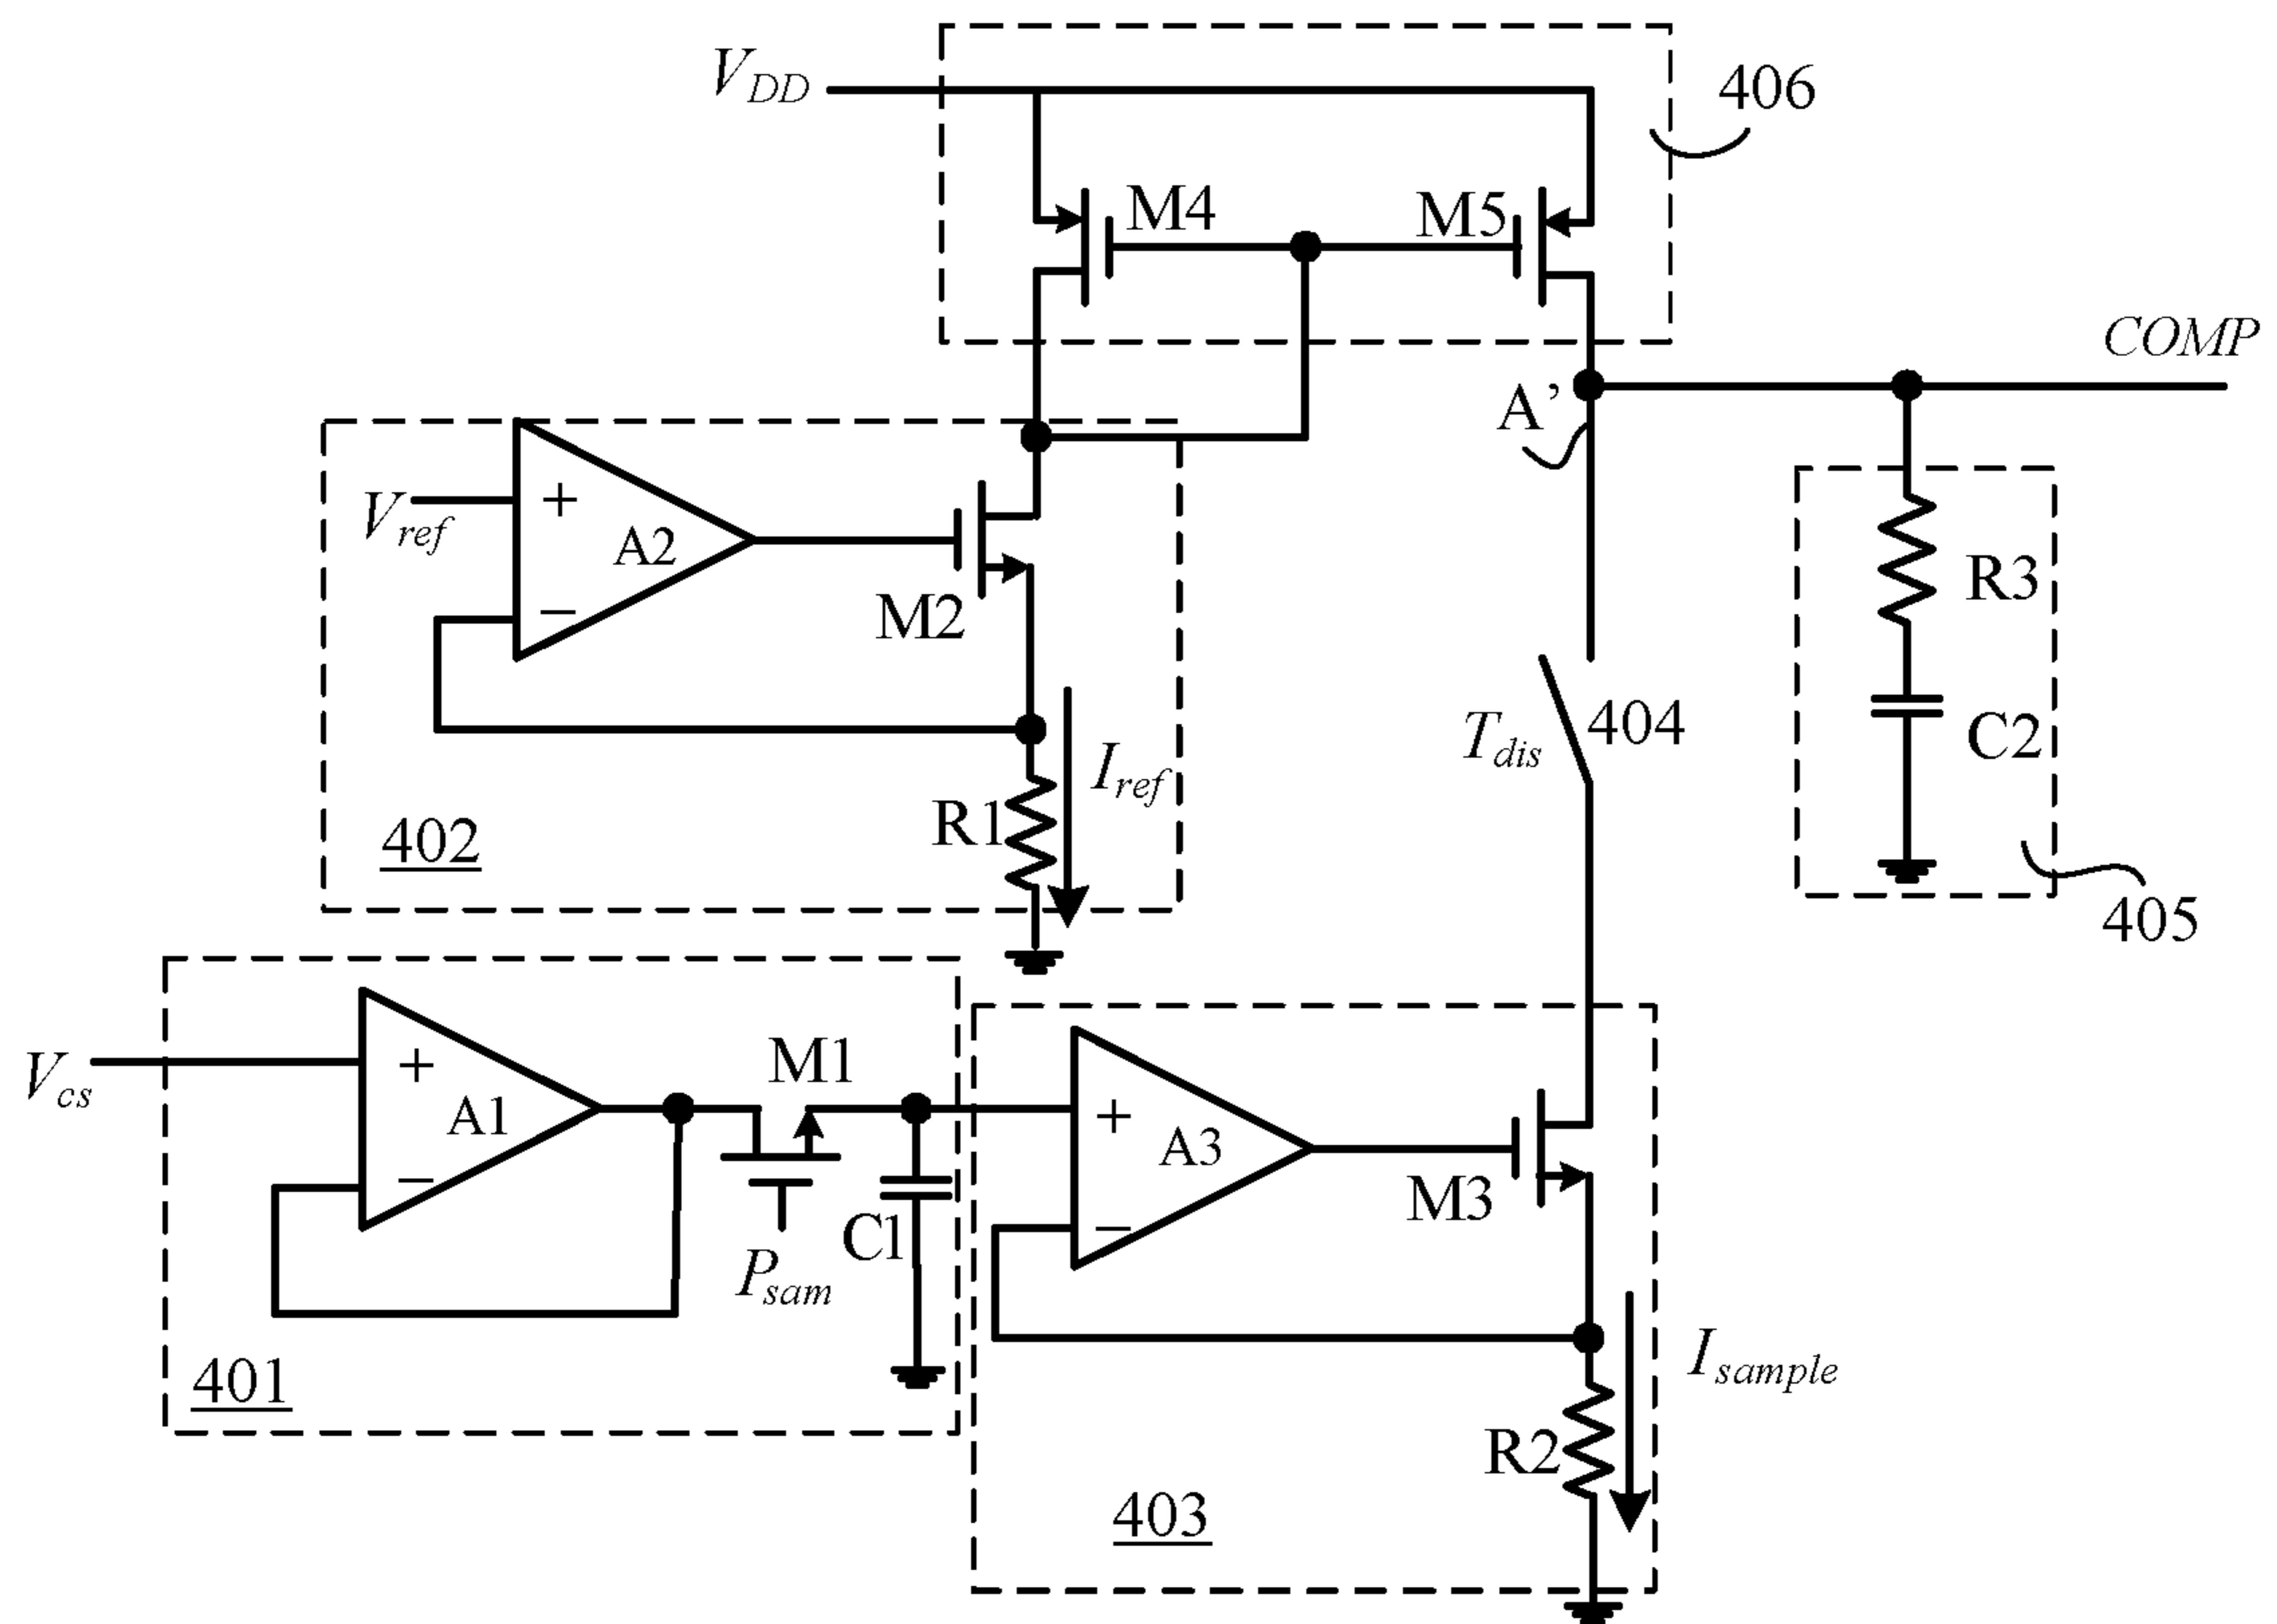 V_DD
406
M4
M5
COMP
A’
+
V_ref
A2
−
M2
R3
T_dis
404
C2
I_ref
R1
402
405
M1
+
V_cs
A1
+
A3
−
M3
−
C1
P_sam
I_sample
401
R2
403